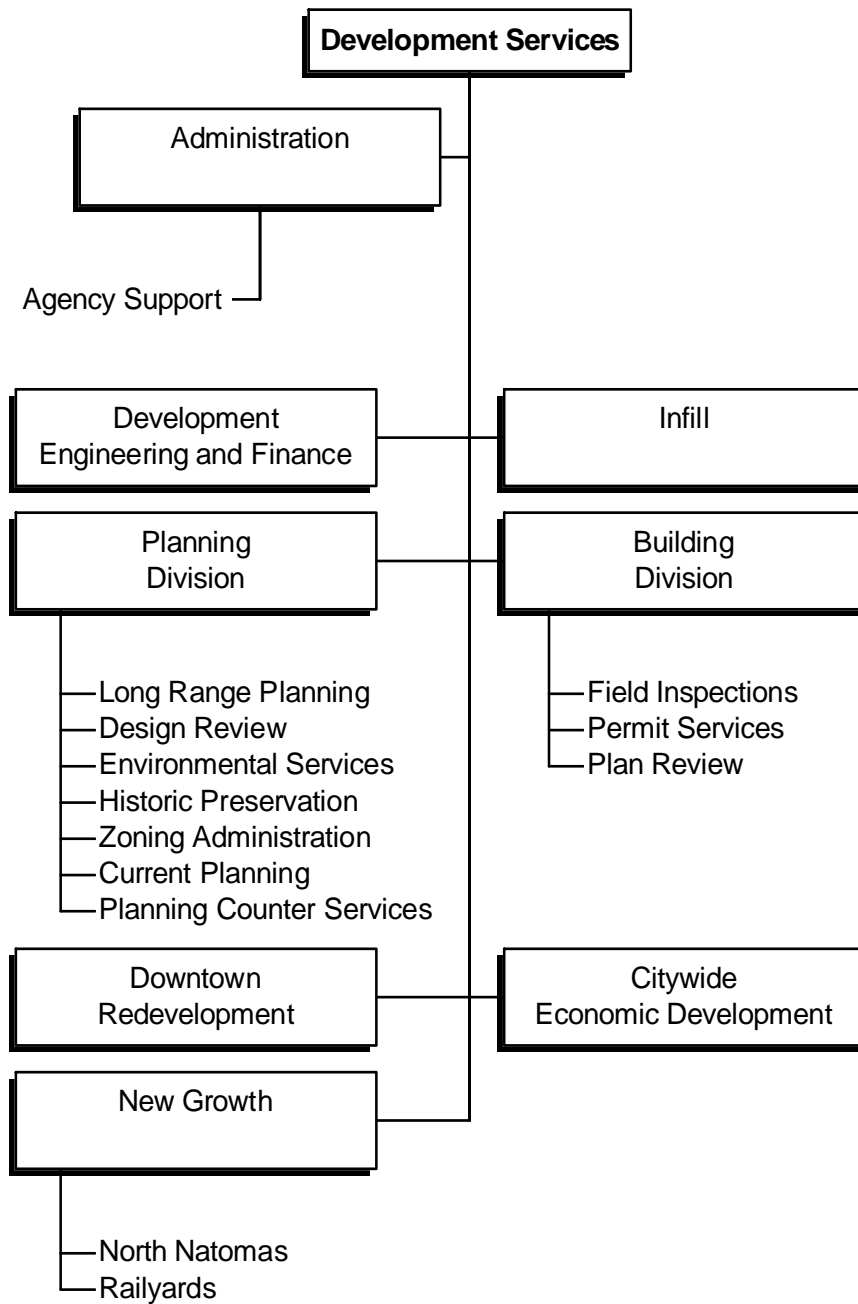 Development Services
Administration
Agency Support
Development
Engineering and Finance
Infill
Planning
Division
Building
Division
Long Range Planning
Design Review
Environmental Services
Historic Preservation
Zoning Administration
Current Planning
Planning Counter Services
Field Inspections
Permit Services
Plan Review
Downtown
Redevelopment
Citywide
Economic Development
New Growth
North Natomas
Railyards